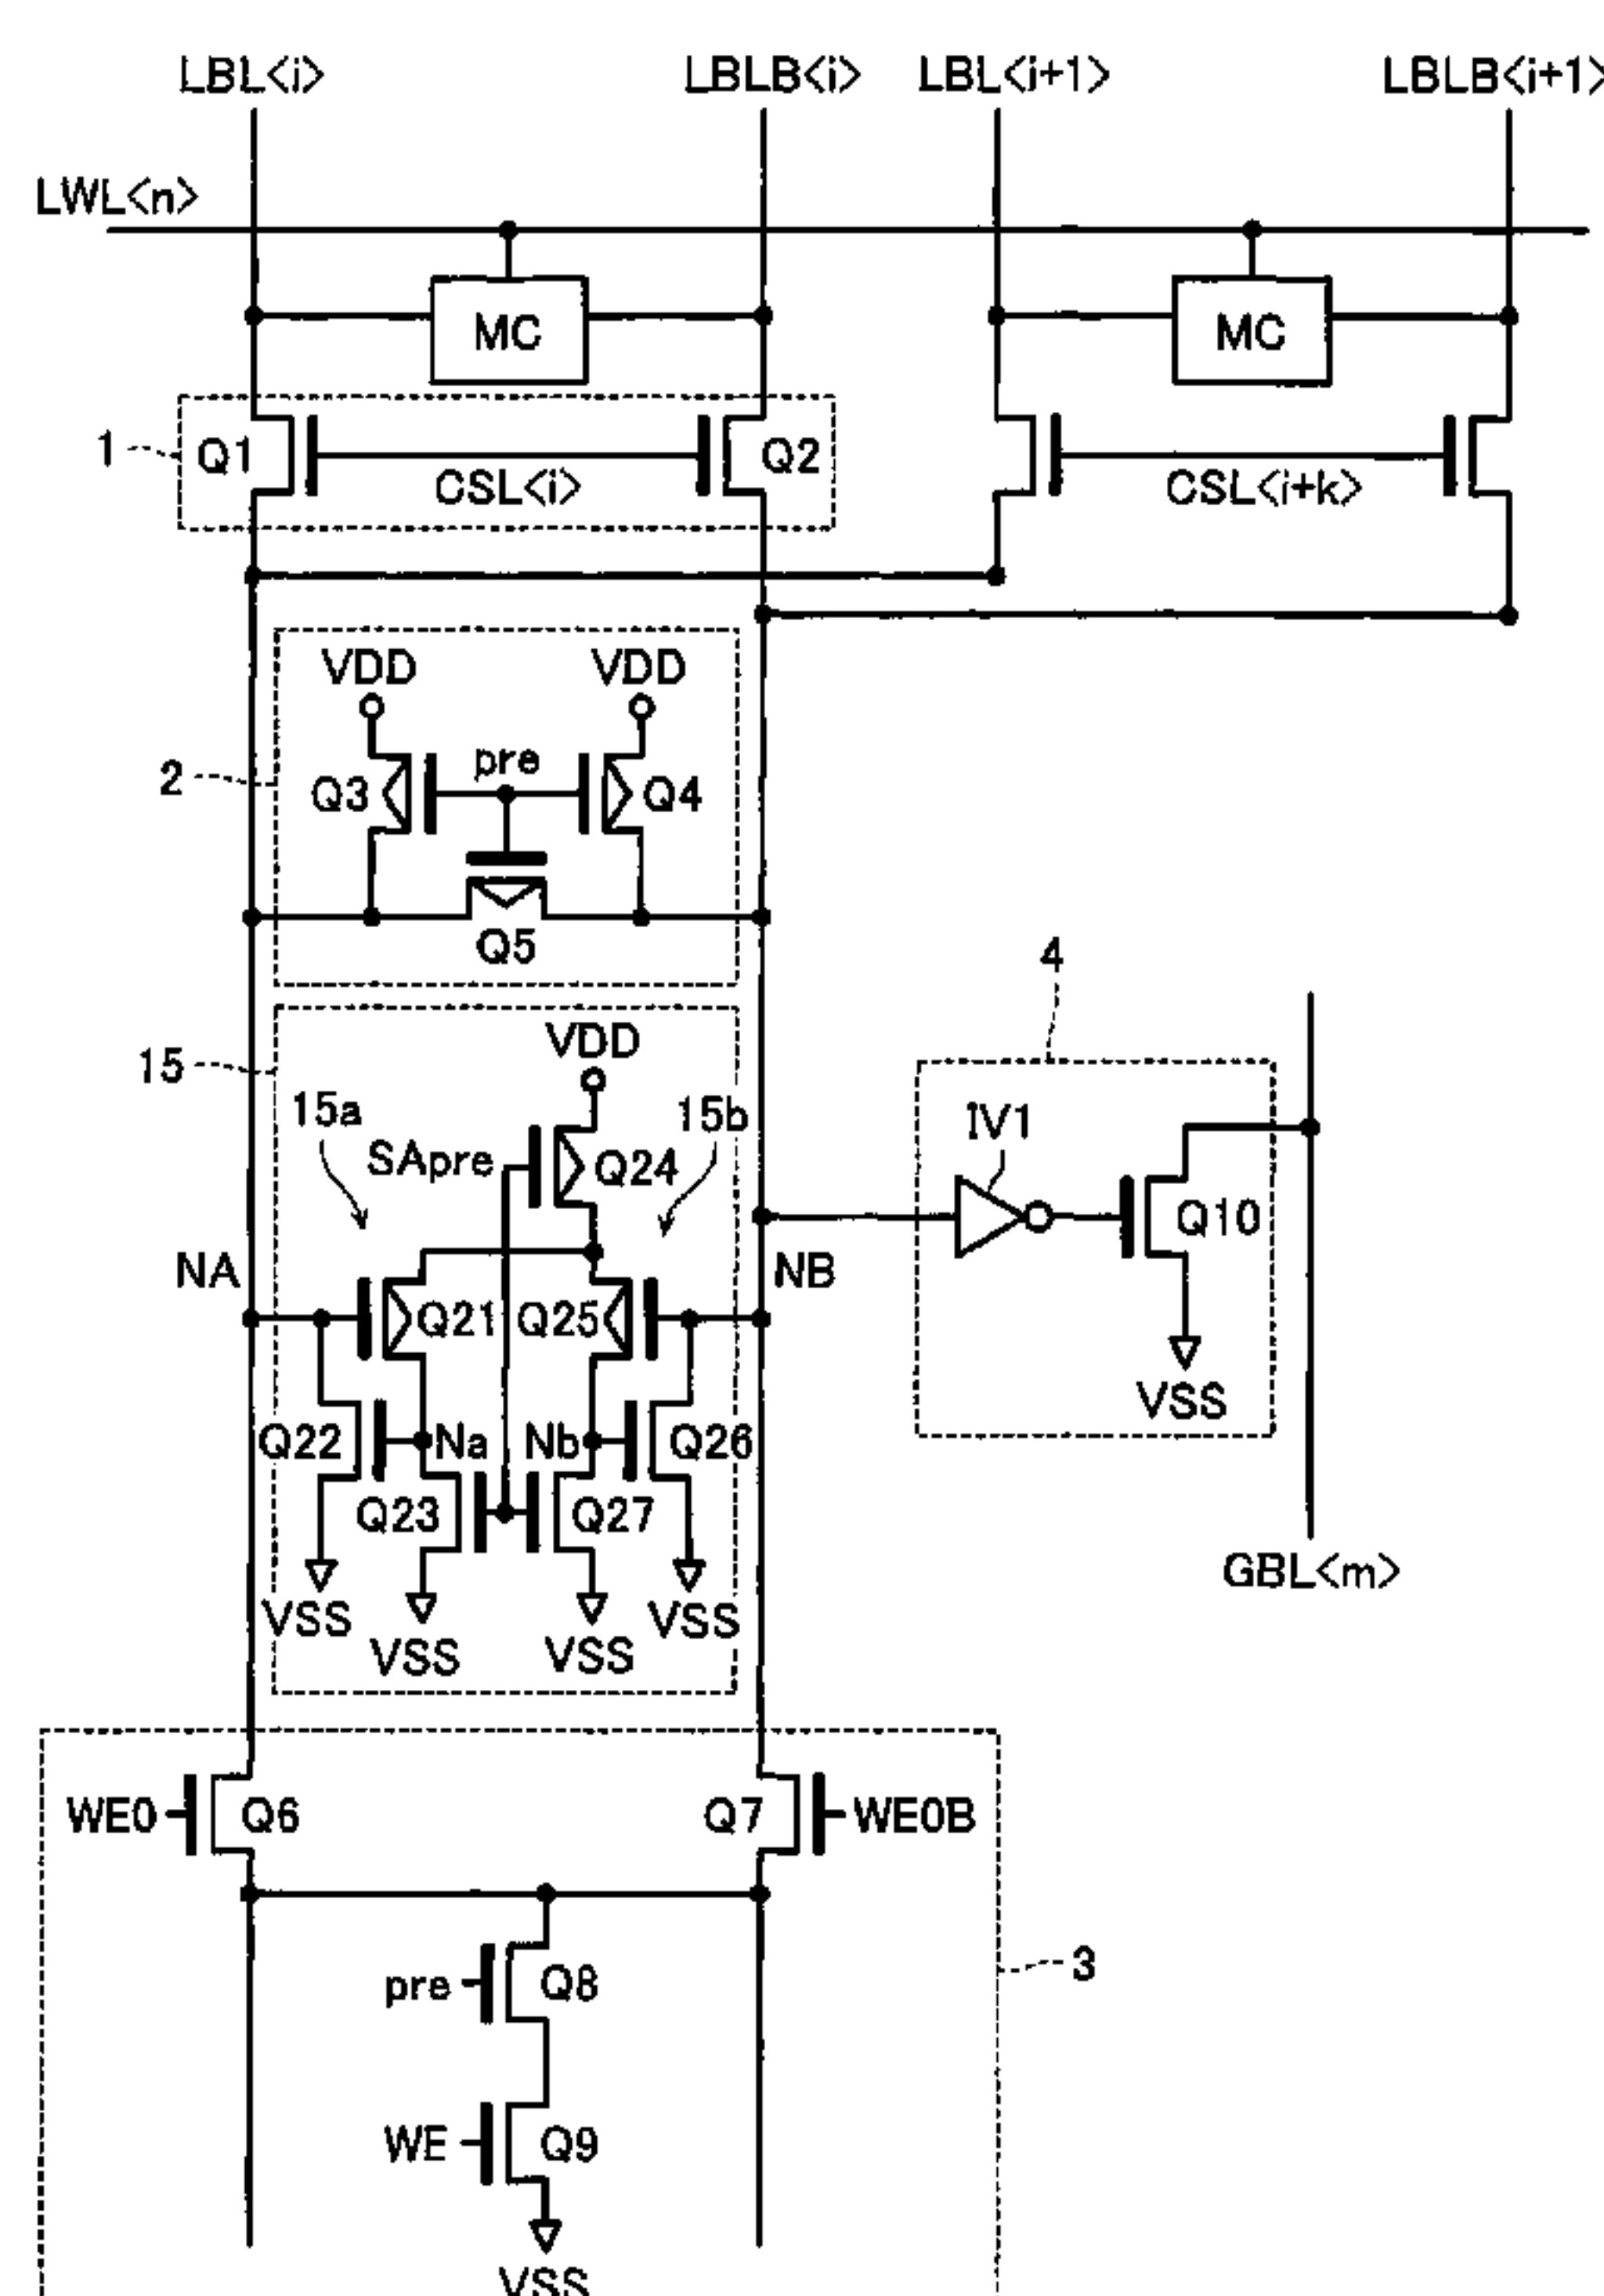 LBL<i> LBLB<i> LBL<i+1> LBLB<i+1>
LWL<n>
MC MC
1 Q1 Q2
CSL<i> CSL<i+k>
VDD VDD
2 Q3 pre Q4
Q5
4
VDD
15
15a 15b IV1
SApre Q24
Q10
NA NB
Q21 Q25
VSS
Q22 Na Nb Q26
Q23 Q27
GBL<m>
VSS VSS
VSS VSS
WE0 Q6 Q7 WE0B
3
pre Q8
WE Q9
VSS